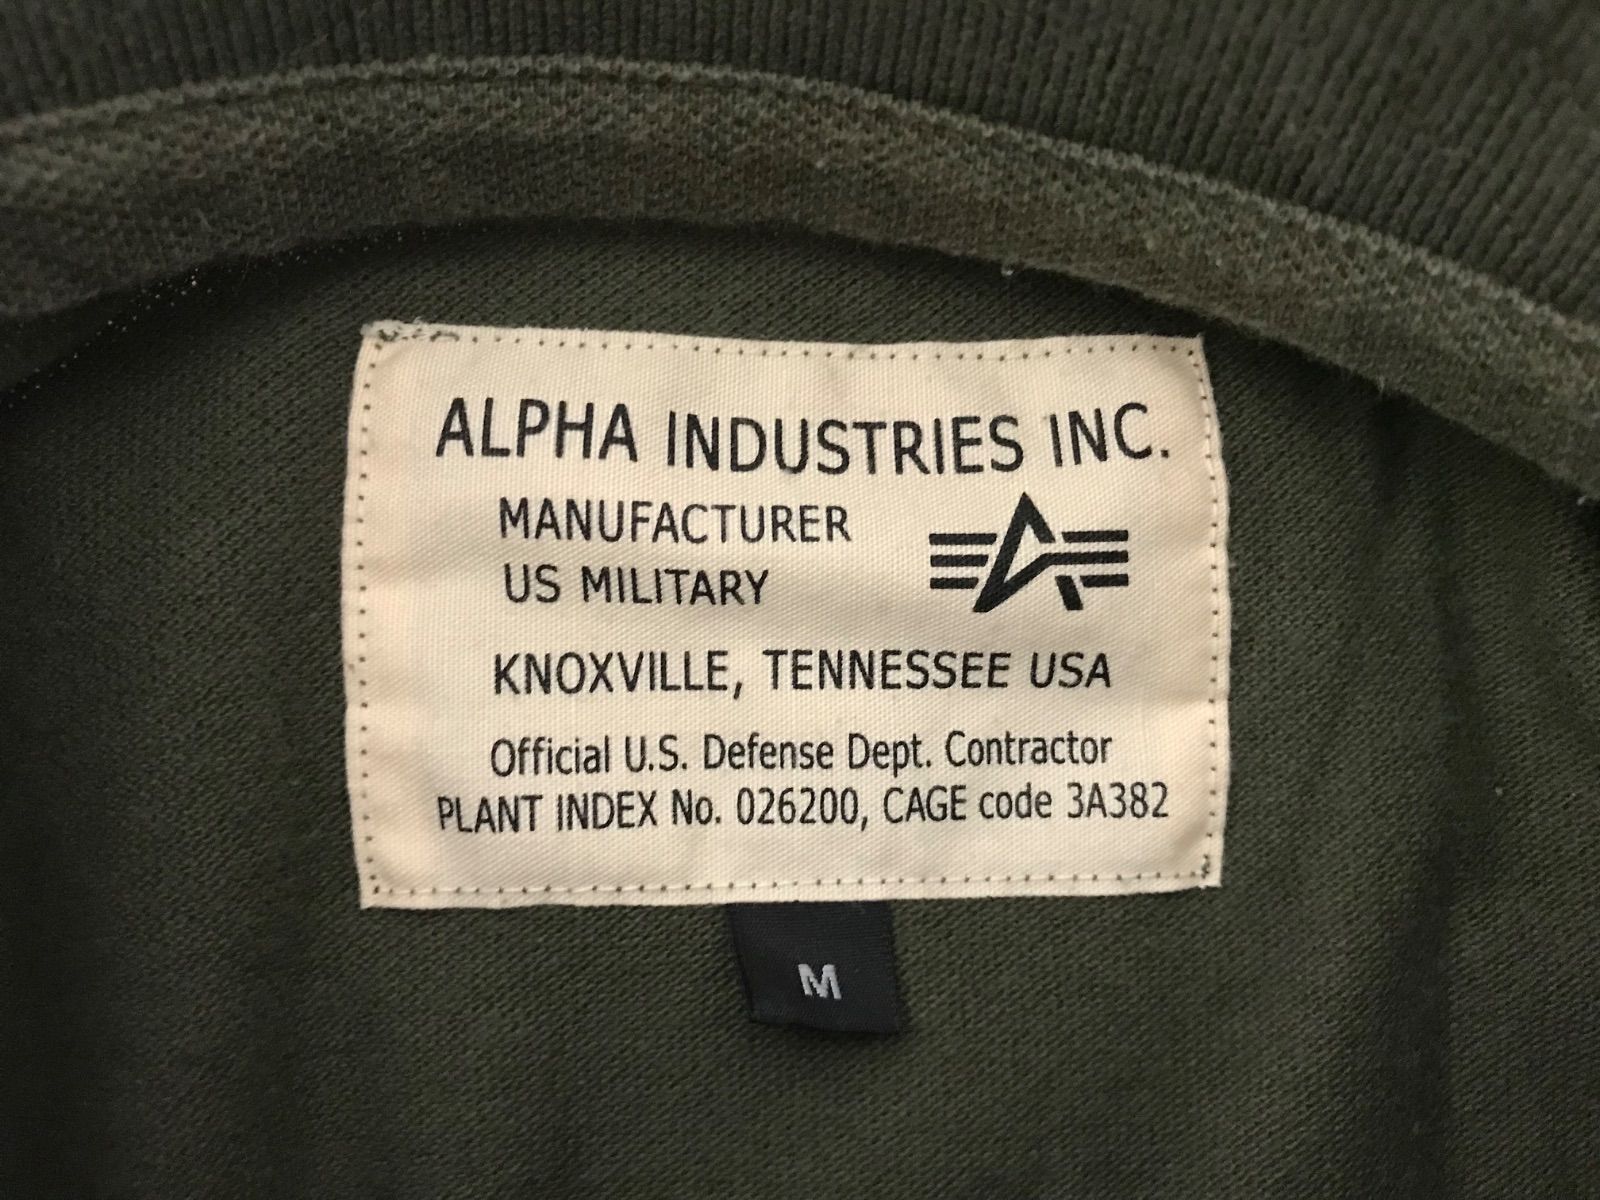 ALPHA INDUSTRIES INC.
MANUFACTURER
US MILITARY
KNOXVILLE, TENNESSEE USA
Official U.S. Defense Dept. Contractor
PLANT INDEX No. 026200, CAGE code 3A382
M